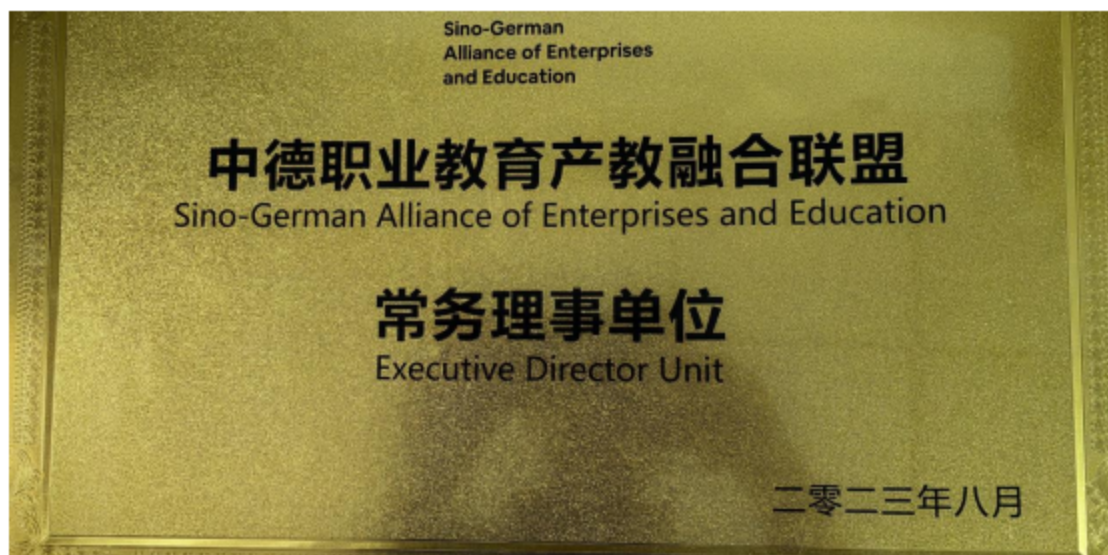 Sino-German
Alliance of Enterprises
and Education
中德职业教育产教融合联盟
Sino-German Alliance of Enterprises and Education
常务理事单位
Executive Director Unit
二零二三年八月